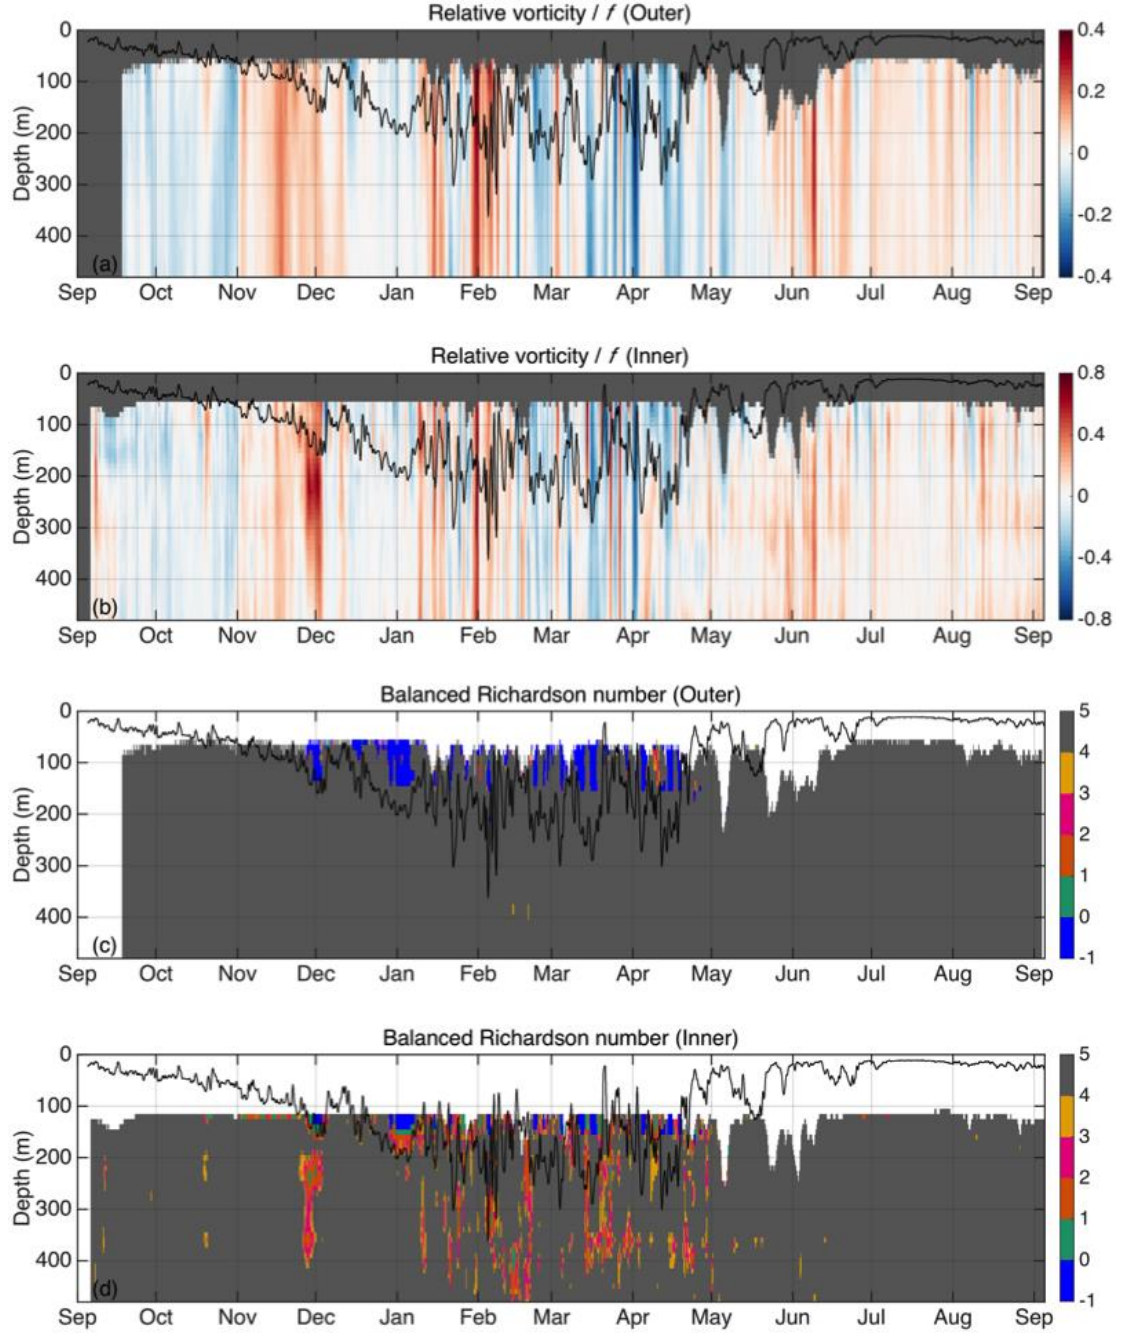 Relative vorticity / f (Outer)
0
100
200
300
400
Depth (m)
(a)
Sep Oct Nov Dec Jan Feb Mar Apr May Jun Jul Aug Sep
0.4
0.2
0
-0.2
-0.4
Relative vorticity / f (Inner)
0
100
200
300
400
Depth (m)
(b)
Sep Oct Nov Dec Jan Feb Mar Apr May Jun Jul Aug Sep
0.8
0.4
0
-0.4
-0.8
Balanced Richardson number (Outer)
0
100
200
300
400
Depth (m)
(c)
Sep Oct Nov Dec Jan Feb Mar Apr May Jun Jul Aug Sep
5
4
3
2
1
0
-1
Balanced Richardson number (Inner)
0
100
200
300
400
Depth (m)
(d)
Sep Oct Nov Dec Jan Feb Mar Apr May Jun Jul Aug Sep
5
4
3
2
1
0
-1